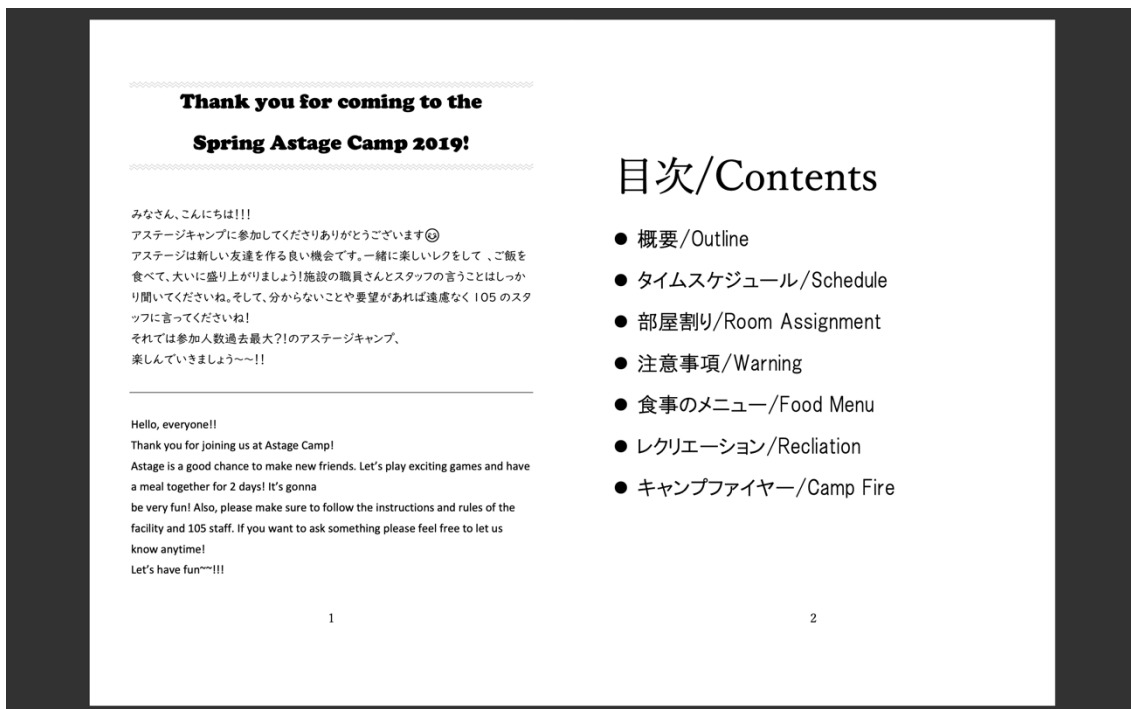 Thank you for coming to the
Spring Astage Camp 2019!
みなさん、こんにちは!!!
アステージキャンプに参加してくださりありがとうございます😊
アステージは新しい友達を作る良い機会です。一緒に楽しいレクをして 、ご飯を
食べて、大いに盛り上がりましょう!施設の職員さんとスタッフの言うことはしっか
り聞いてくださいね。そして、分からないことや要望があれば遠慮なく 105 のスタ
ッフに言ってくださいね!
それでは参加人数過去最大?!のアステージキャンプ、
楽しんでいきましょう~~!!
Hello, everyone!!
Thank you for joining us at Astage Camp!
Astage is a good chance to make new friends. Let's play exciting games and have
a meal together for 2 days! It's gonna
be very fun! Also, please make sure to follow the instructions and rules of the
facility and 105 staff. If you want to ask something please feel free to let us
know anytime!
Let's have fun~~!!!
1
目次/Contents
● 概要/Outline
● タイムスケジュール/Schedule
● 部屋割り/Room Assignment
● 注意事項/Warning
● 食事のメニュー/Food Menu
● レクリエーション/Recliation
● キャンプファイヤー/Camp Fire
2